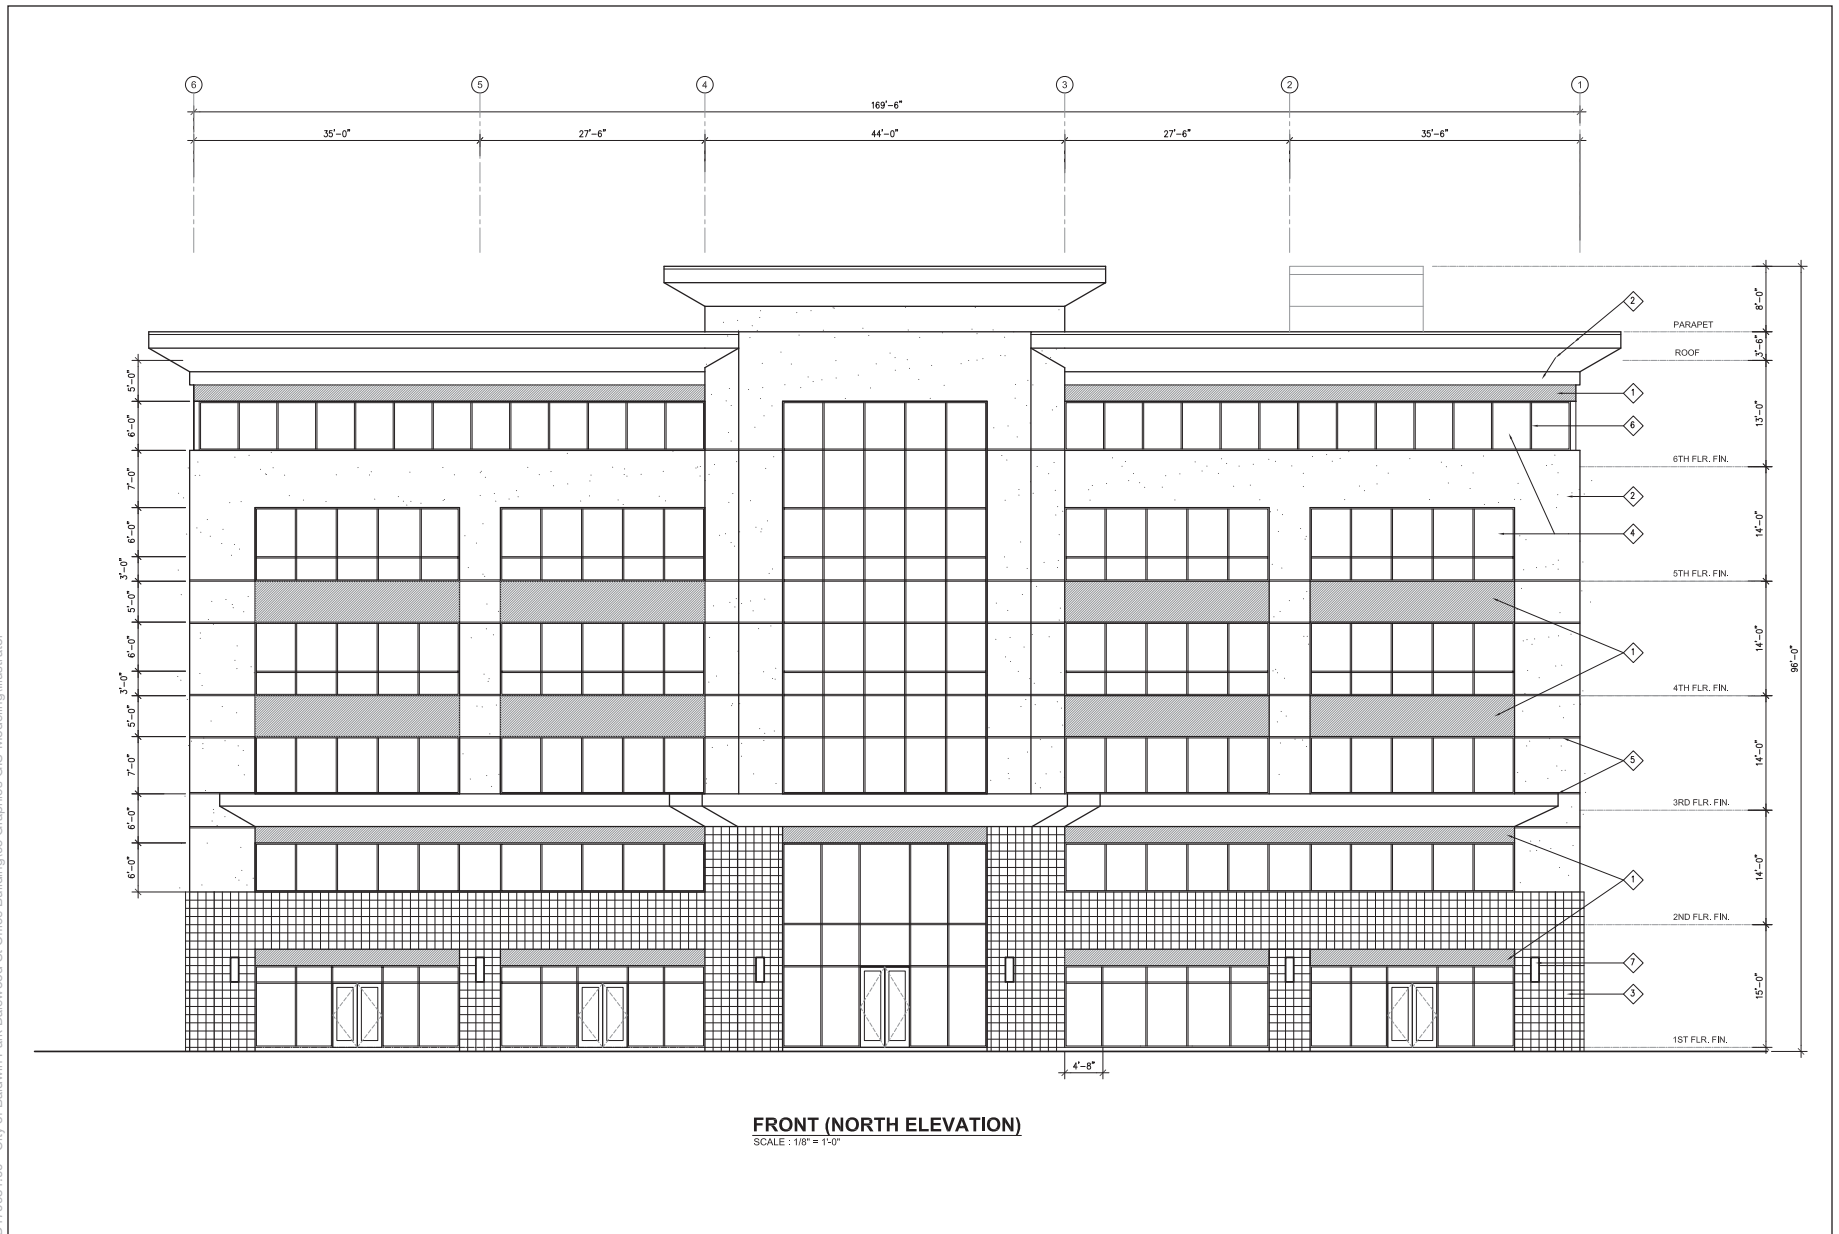 6 5 4 3 2 1
169'-6"
35'-0" 27'-6" 44'-0" 27'-6" 35'-6"
8'-0"
2
PARAPET
3'-6"
ROOF
5'-0"
1
13'-0"
6'-0"
6
6TH FLR. FIN.
7'-0"
2
14'-0"
6'-0"
4
3'-0"
5TH FLR. FIN.
5'-0"
14'-0"
6'-0"
1
96'-0"
3'-0"
4TH FLR. FIN.
5'-0"
14'-0"
7'-0"
5
3RD FLR. FIN.
6'-0"
14'-0"
6'-0"
1
2ND FLR. FIN.
7
15'-0"
3
1ST FLR. FIN.
4'-8"
FRONT (NORTH ELEVATION)
SCALE : 1/8" = 1'-0"